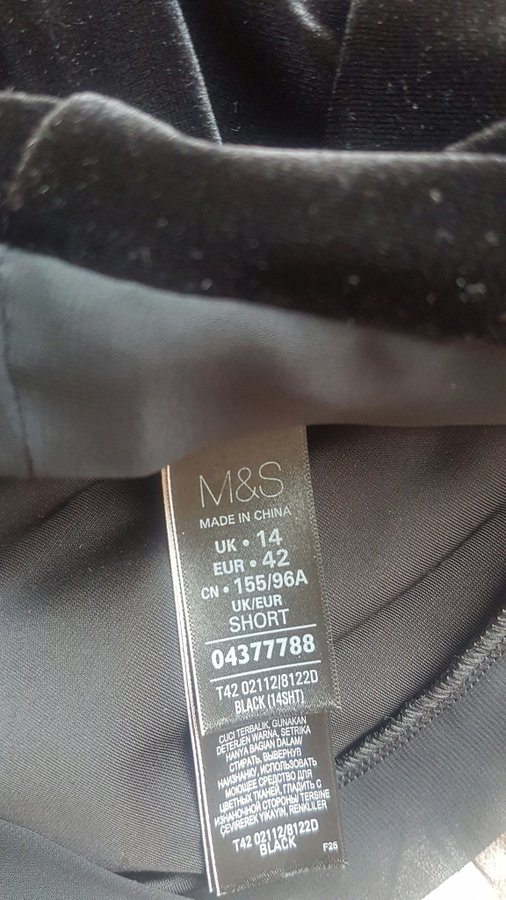 M&S
MADE IN CHINA
UK • 14
EUR • 42
CN • 155/96A
UK/EUR
SHORT
04377788
T42 02112/8122D
BLACK (14SHT)
CUCI TERBALIK, GUNAKAN
DETERJEN WARNA, SETRIKA
HANYA BAGIAN DALAM/
СТИРАТЬ, ВЫВЕРНУВ
НАИЗНАНКУ, ИСПОЛЬЗОВАТЬ
МОЮЩЕЕ СРЕДСТВО ДЛЯ
ЦВЕТНЫХ ТКАНЕЙ, ГЛАДИТЬ С
ИЗНАНОЧНОЙ СТОРОНЫ/ TERSINE
ÇEVIREREK YIKAYIN, RENKLILER
T42 02112/8122D
BLACK
F25